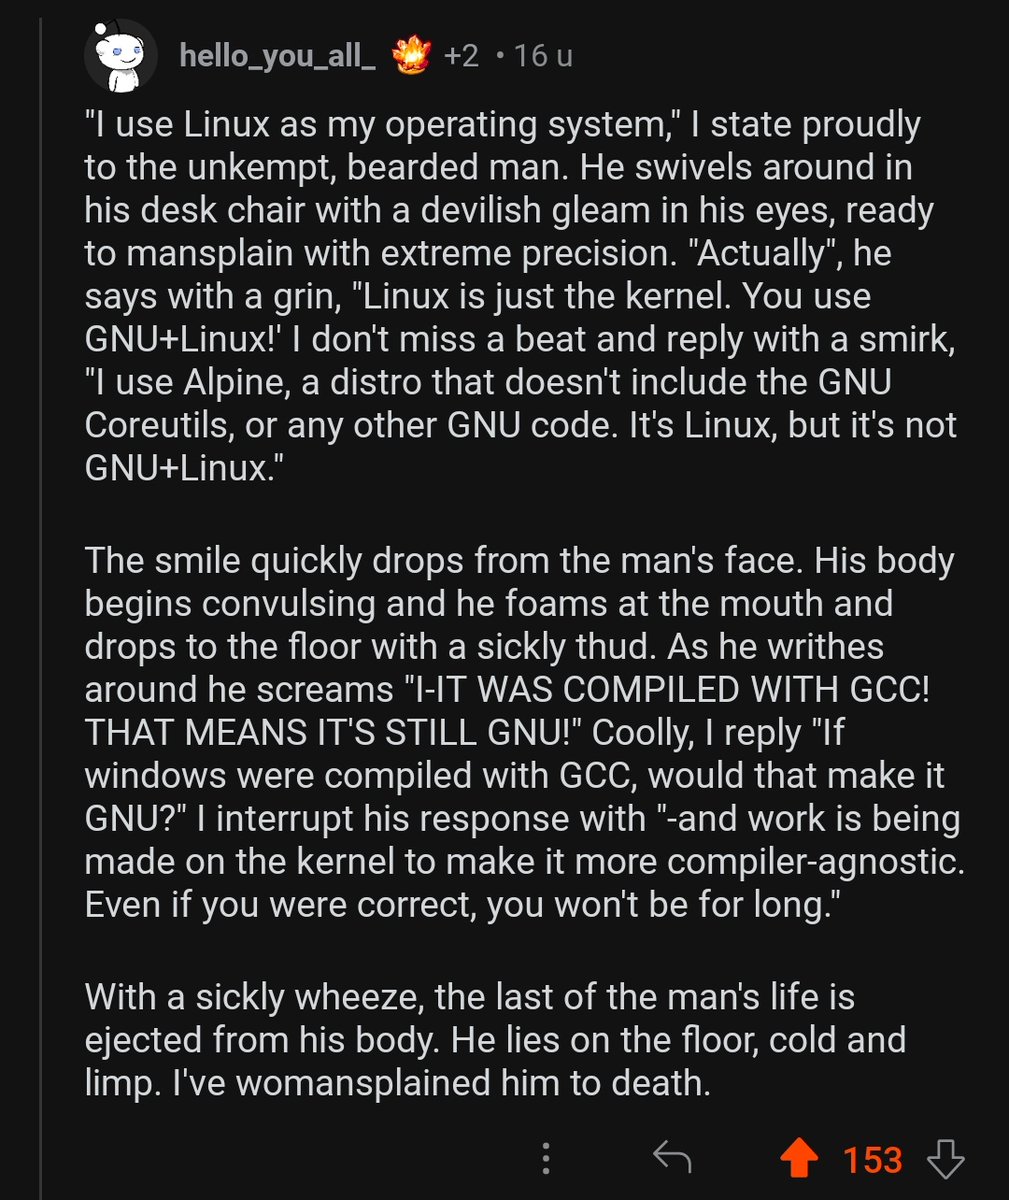 hello_you_all_ +2 • 16 u
"I use Linux as my operating system," I state proudly
to the unkempt, bearded man. He swivels around in
his desk chair with a devilish gleam in his eyes, ready
to mansplain with extreme precision. "Actually", he
says with a grin, "Linux is just the kernel. You use
GNU+Linux!' I don't miss a beat and reply with a smirk,
"I use Alpine, a distro that doesn't include the GNU
Coreutils, or any other GNU code. It's Linux, but it's not
GNU+Linux."
The smile quickly drops from the man's face. His body
begins convulsing and he foams at the mouth and
drops to the floor with a sickly thud. As he writhes
around he screams "I-IT WAS COMPILED WITH GCC!
THAT MEANS IT'S STILL GNU!" Coolly, I reply "If
windows were compiled with GCC, would that make it
GNU?" I interrupt his response with "-and work is being
made on the kernel to make it more compiler-agnostic.
Even if you were correct, you won't be for long."
With a sickly wheeze, the last of the man's life is
ejected from his body. He lies on the floor, cold and
limp. I've womansplained him to death.
153